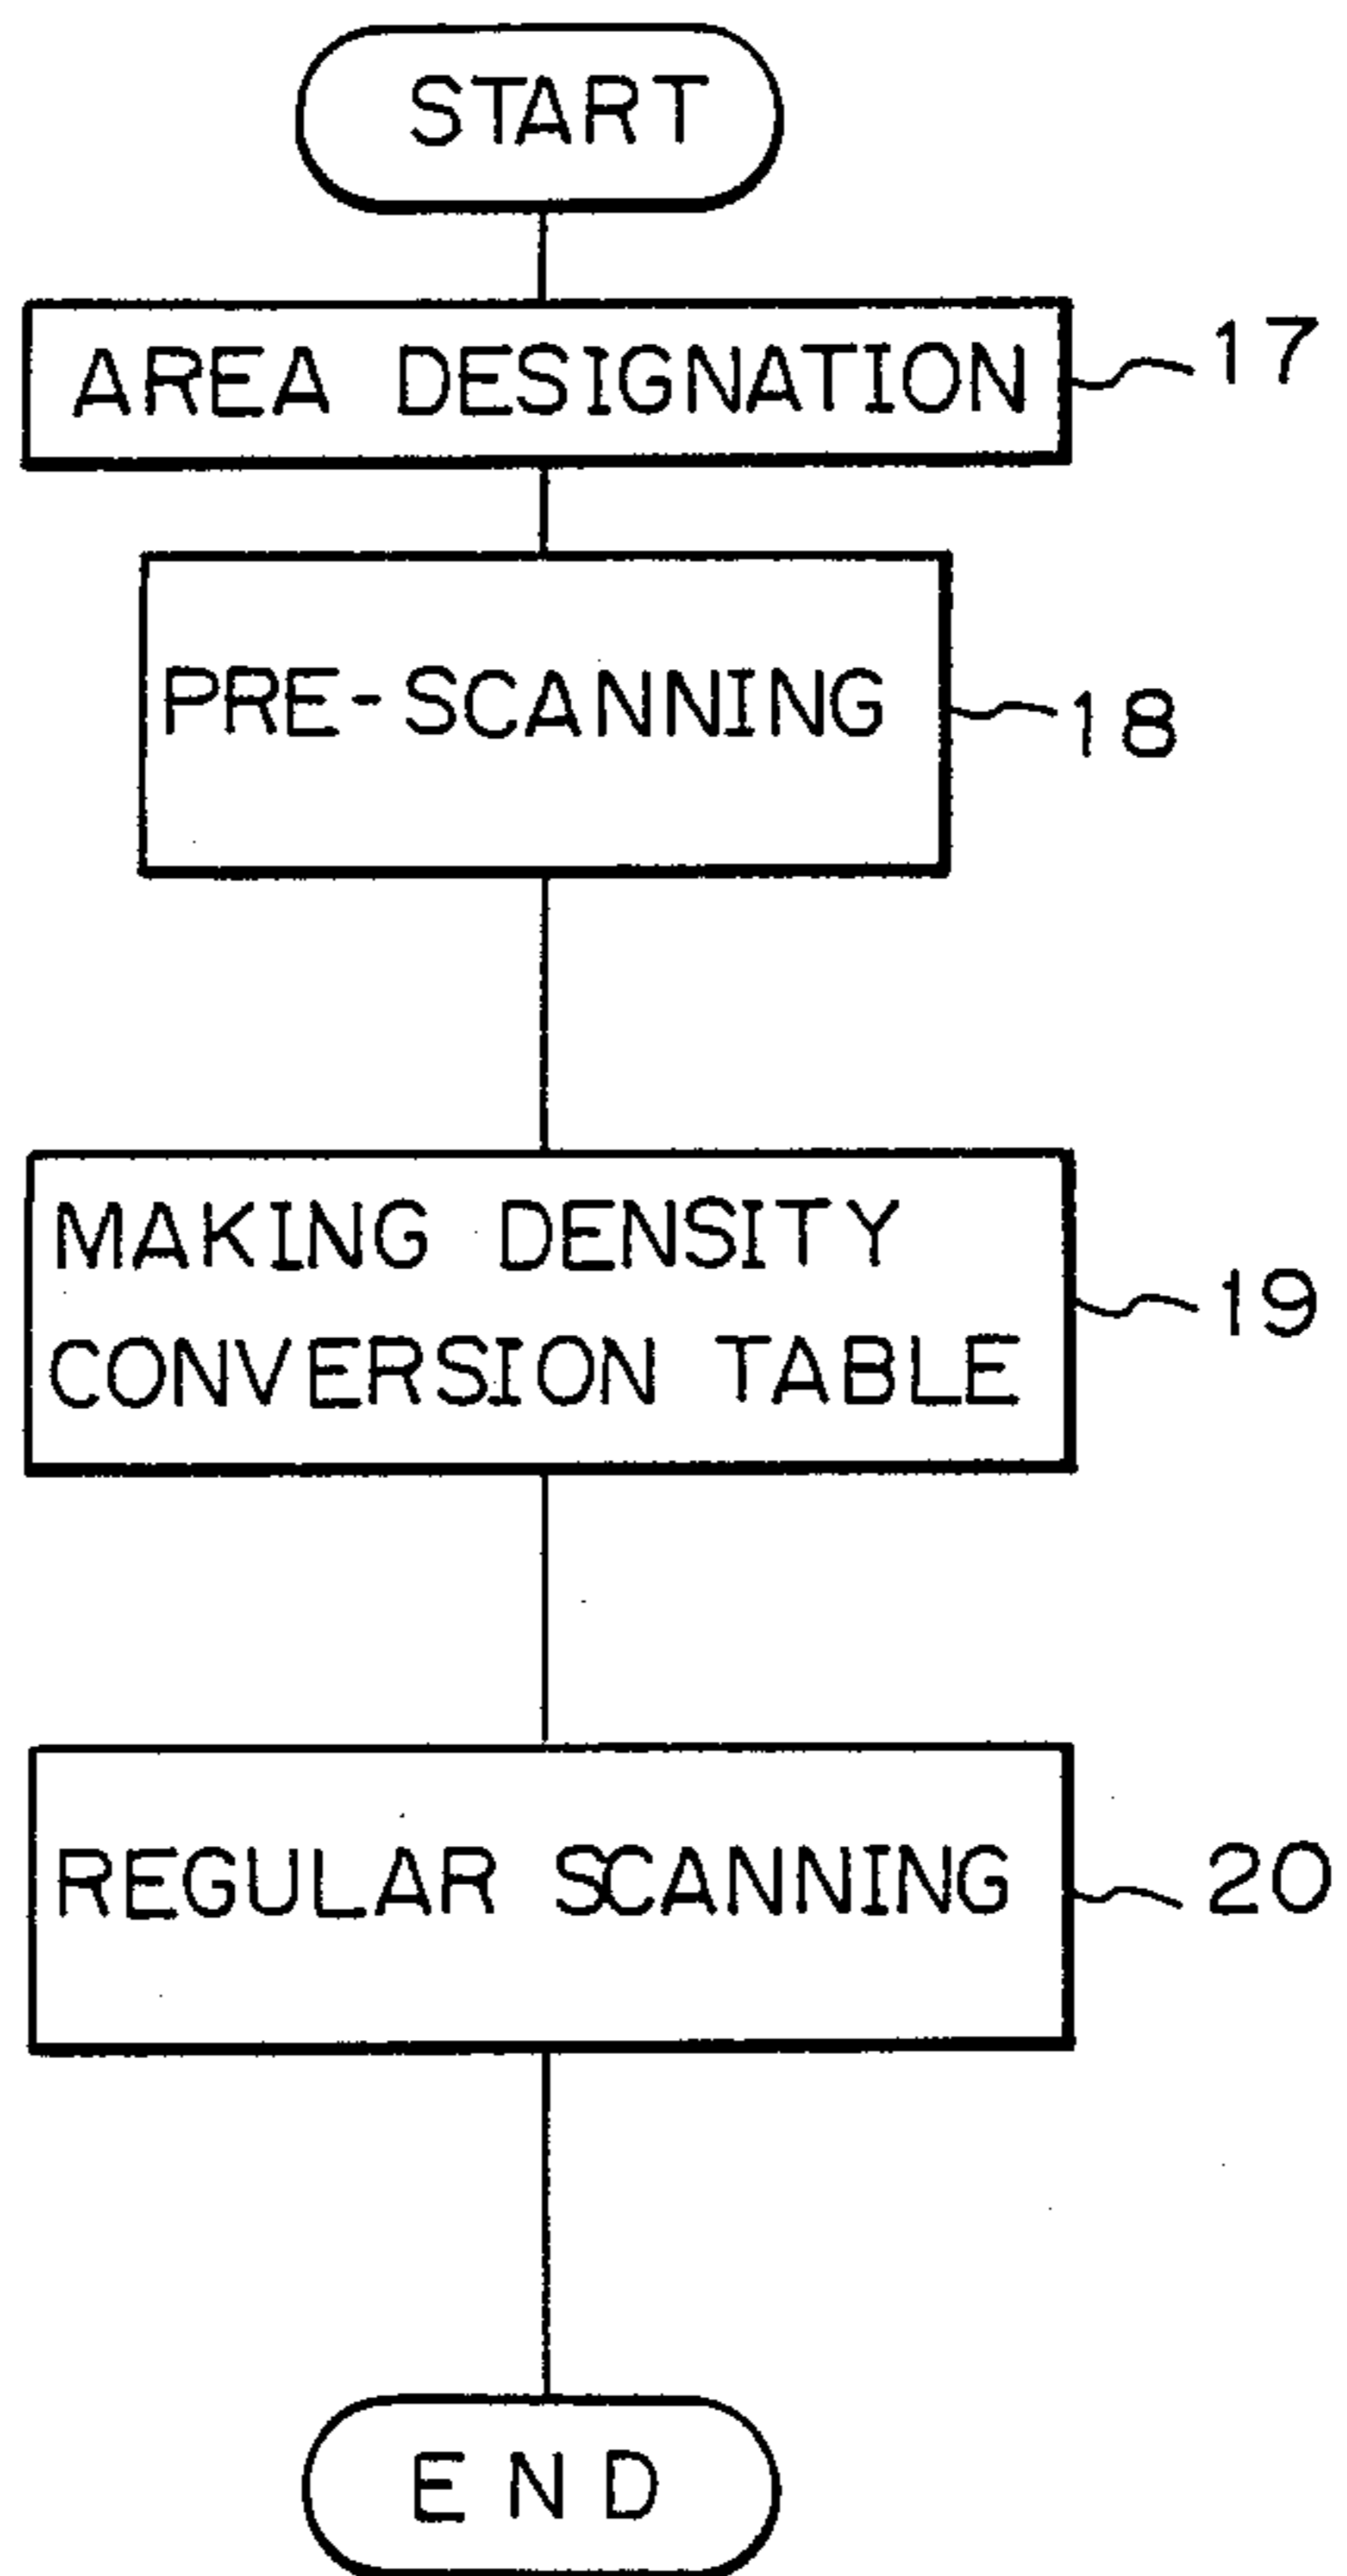 START
AREA DESIGNATION
17
PRE-SCANNING
18
MAKING DENSITY
CONVERSION TABLE
19
REGULAR SCANNING
20
END